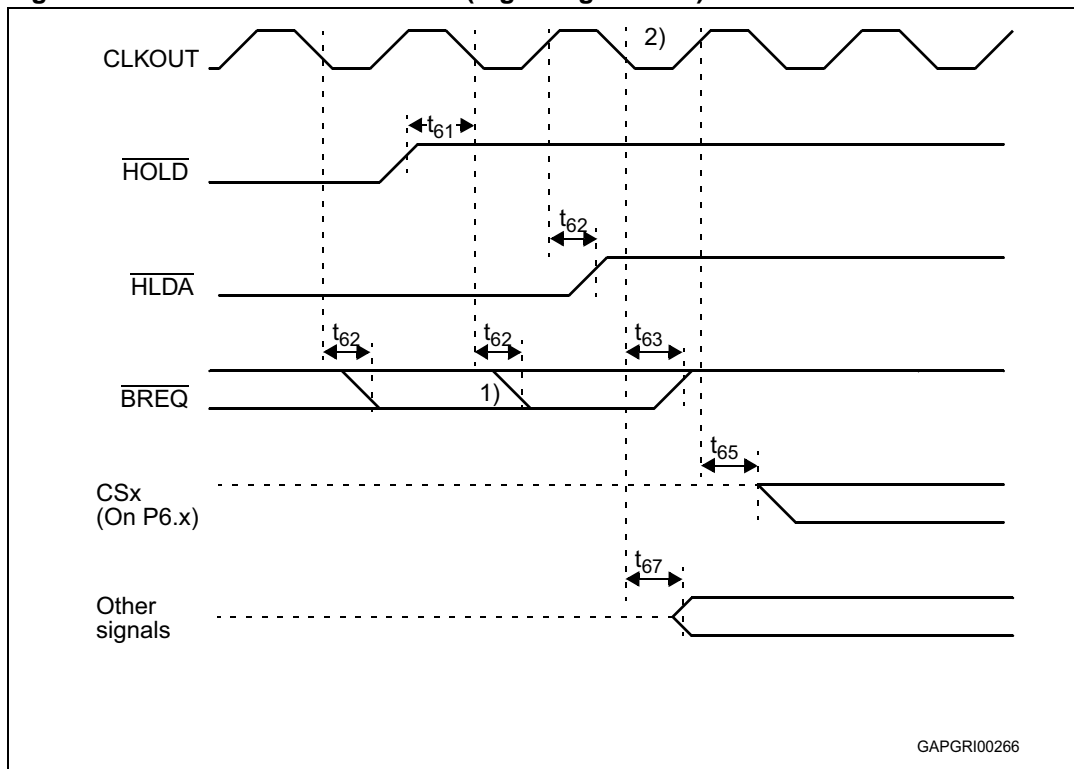 CLKOUT
2)
t61
HOLD
t62
HLDA
t62
t62
t63
BREQ
1)
t65
CSx
(On P6.x)
t67
Other
signals
GAPGRI00266